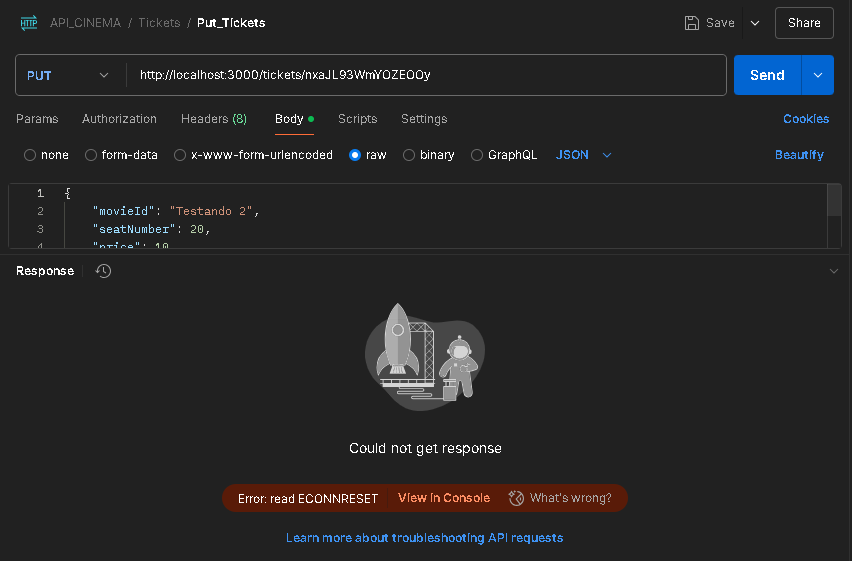 HTTP API_CINEMA / Tickets / Put_Tickets Save Share
PUT http://localhost:3000/tickets/nxaJL93WmYOZEOOy Send
Params Authorization Headers (8) Body Scripts Settings Cookies
none form-data x-www-form-urlencoded raw binary GraphQL JSON Beautify
1 {
2 "movieId": "Testando 2",
3 "seatNumber": 20,
4 "price": 10
Response
Could not get response
Error: read ECONNRESET View in Console What's wrong?
Learn more about troubleshooting API requests